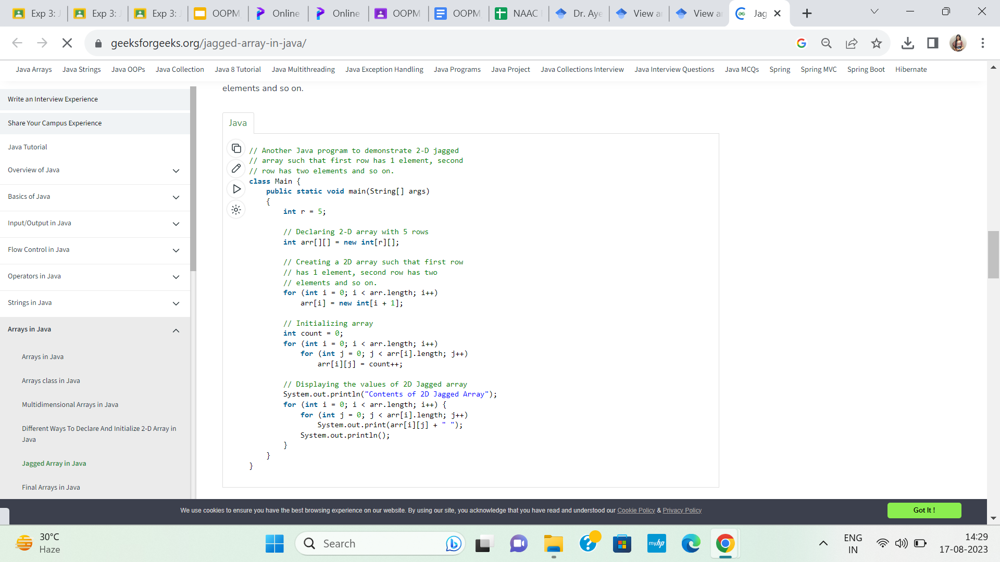 Exp 3: J
Exp 3: J
Exp 3: J
OOPM
Online
Online
OOPM
OOPM
NAAC
Dr. Aye
View a
View a
Jag
geeksforgeeks.org/jagged-array-in-java/
Java Arrays Java Strings Java OOPs Java Collection Java 8 Tutorial Java Multithreading Java Exception Handling Java Programs Java Project Java Collections Interview Java Interview Questions Java MCQs Spring Spring MVC Spring Boot Hibernate
Write an Interview Experience
Share Your Campus Experience
Java Tutorial
Overview of Java
Basics of Java
Input/Output in Java
Flow Control in Java
Operators in Java
Strings in Java
Arrays in Java
Arrays in Java
Arrays class in Java
Multidimensional Arrays in Java
Different Ways To Declare And Initialize 2-D Array in
Java
Jagged Array in Java
Final Arrays in Java
elements and so on.
Java
// Another Java program to demonstrate 2-D jagged
// array such that first row has 1 element, second
// row has two elements and so on.
class Main {
    public static void main(String[] args)
    {
        int r = 5;

        // Declaring 2-D array with 5 rows
        int arr[][] = new int[r][];

        // Creating a 2D array such that first row
        // has 1 element, second row has two
        // elements and so on.
        for (int i = 0; i < arr.length; i++)
            arr[i] = new int[i + 1];

        // Initializing array
        int count = 0;
        for (int i = 0; i < arr.length; i++)
            for (int j = 0; j < arr[i].length; j++)
                arr[i][j] = count++;

        // Displaying the values of 2D Jagged array
        System.out.println("Contents of 2D Jagged Array");
        for (int i = 0; i < arr.length; i++) {
            for (int j = 0; j < arr[i].length; j++)
                System.out.print(arr[i][j] + " ");
            System.out.println();
        }
    }
}
We use cookies to ensure you have the best browsing experience on our website. By using our site, you acknowledge that you have read and understood our Cookie Policy & Privacy Policy
Got It !
30°C
Haze
Search
myhp
ENG
IN
14:29
17-08-2023